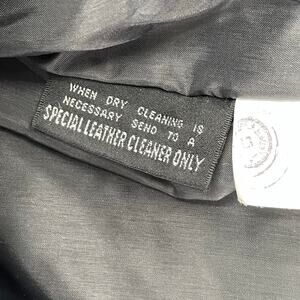 WHEN DRY CLEANING IS
NECESSARY SEND TO A
SPECIAL LEATHER CLEANER ONLY